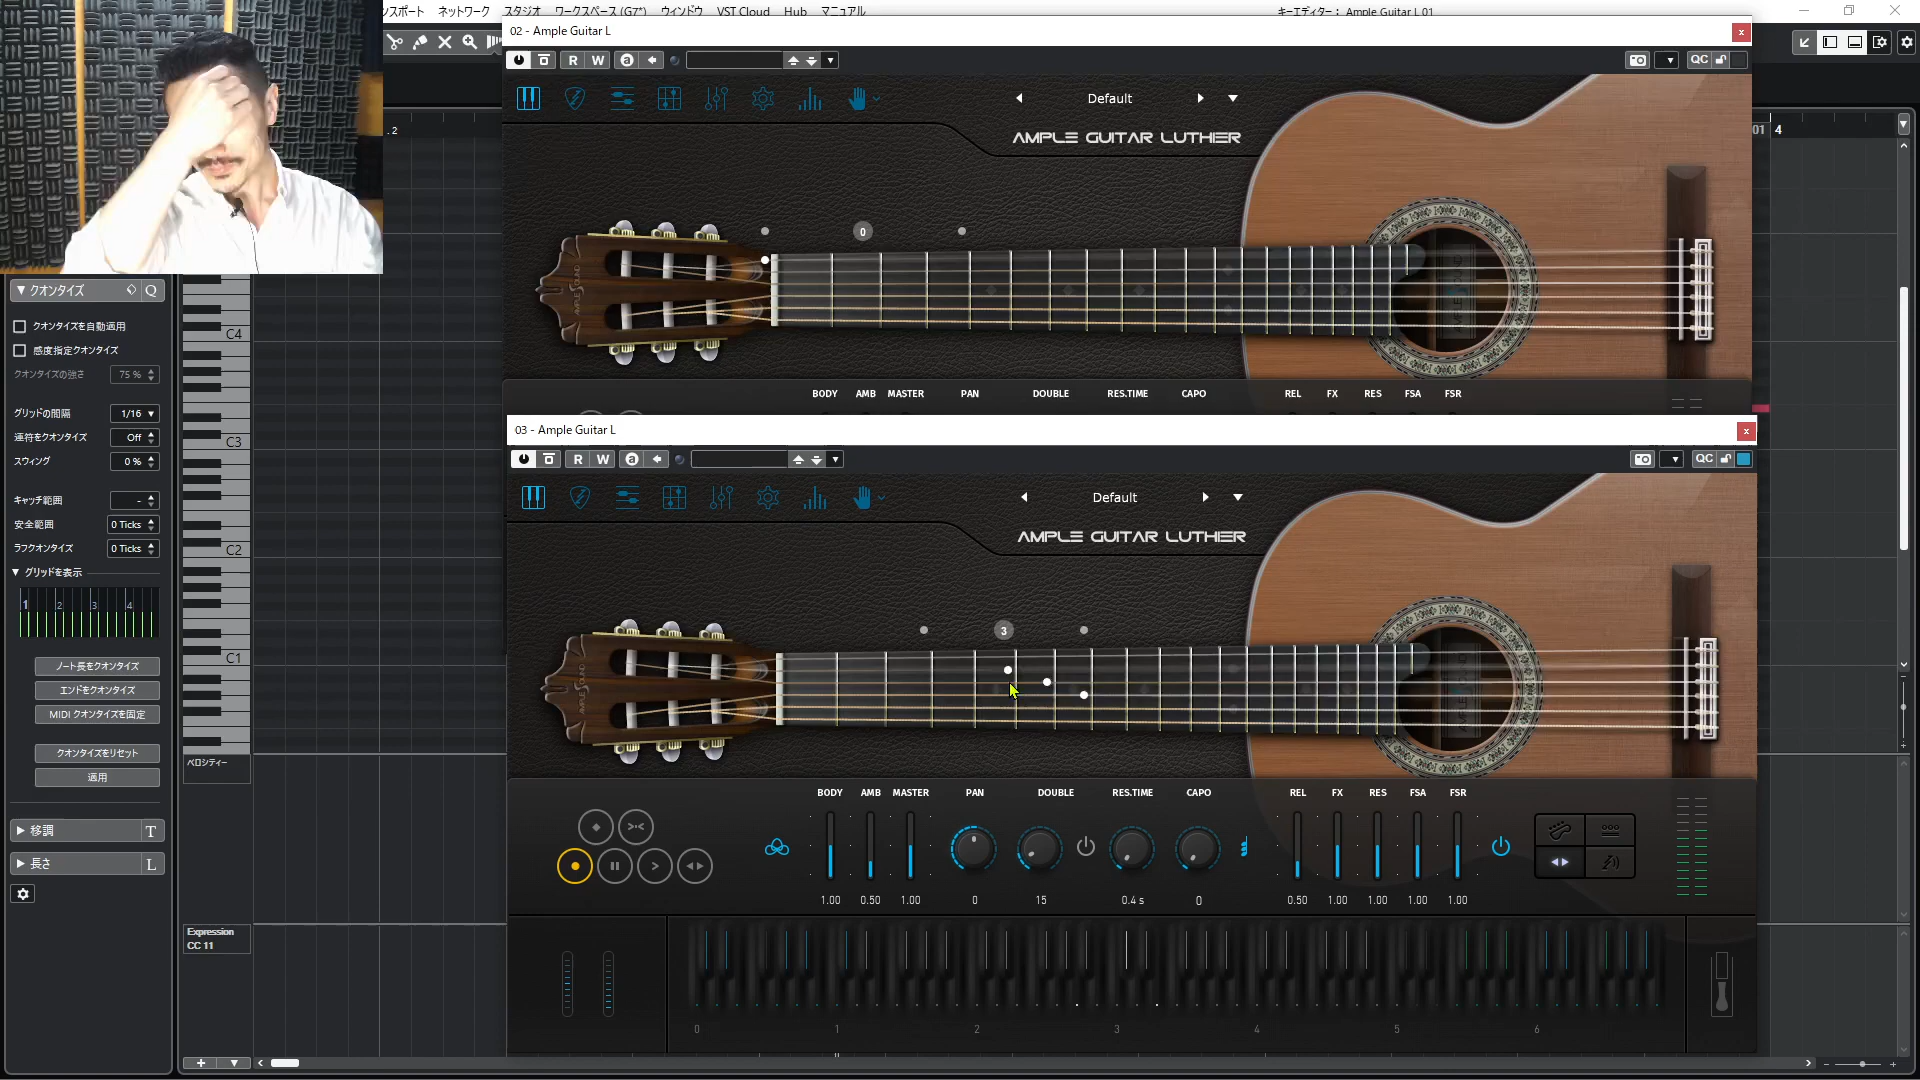 ンスポート ネットワーク スタジオ ワークスペース (G7*) ウィンドウ VST Cloud Hub マニュアル
キーエディター： Ample Guitar L 01
02 - Ample Guitar L
R W a QC
Default
AMPLE GUITAR LUTHIER
. 2
01 4
0
BODY AMB MASTER PAN DOUBLE RES.TIME CAPO REL FX RES FSA FSR
クオンタイズ Q
クオンタイズを自動適用
感度指定クオンタイズ
クオンタイズの強さ 75 %
グリッドの間隔 1/16
連符をクオンタイズ Off
スウィング 0 %
キャッチ範囲 -
安全範囲 0 Ticks
ラフクオンタイズ 0 Ticks
グリッドを表示
1 2 3 4
ノート長をクオンタイズ
エンドをクオンタイズ
MIDI クオンタイズを固定
クオンタイズをリセット
適用
移調 T
長さ L
C4
C3
C2
C1
ベロシティー
Expression
CC 11
03 - Ample Guitar L
R W a QC
Default
AMPLE GUITAR LUTHIER
3
BODY AMB MASTER PAN DOUBLE RES.TIME CAPO REL FX RES FSA FSR
1.00 0.50 1.00 0 15 0.4 s 0 0.50 1.00 1.00 1.00 1.00
0 1 2 3 4 5 6